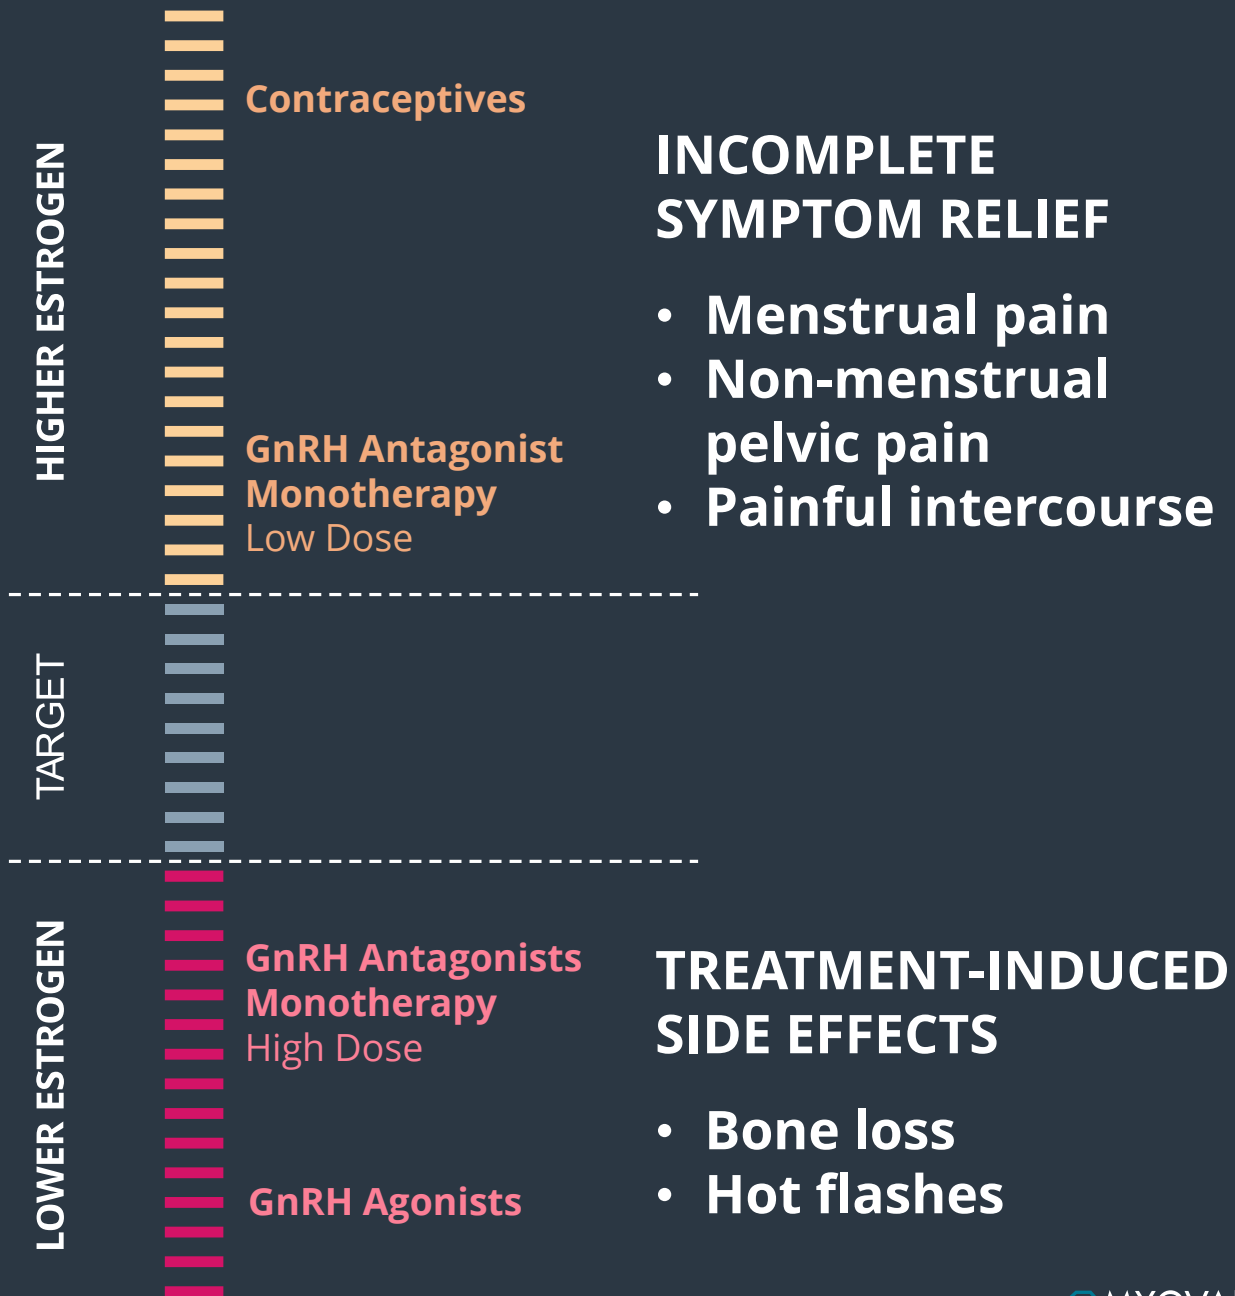 HIGHER ESTROGEN
Contraceptives
GnRH Antagonist
Monotherapy
Low Dose
INCOMPLETE
SYMPTOM RELIEF
• Menstrual pain
• Non-menstrual
pelvic pain
• Painful intercourse
TARGET
LOWER ESTROGEN
GnRH Antagonists
Monotherapy
High Dose
GnRH Agonists
TREATMENT-INDUCED
SIDE EFFECTS
• Bone loss
• Hot flashes